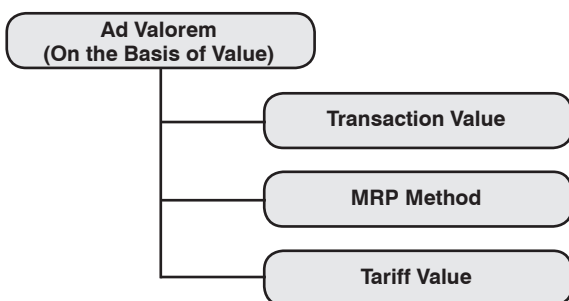 Ad Valorem
(On the Basis of Value)
Transaction Value
MRP Method
Tariff Value